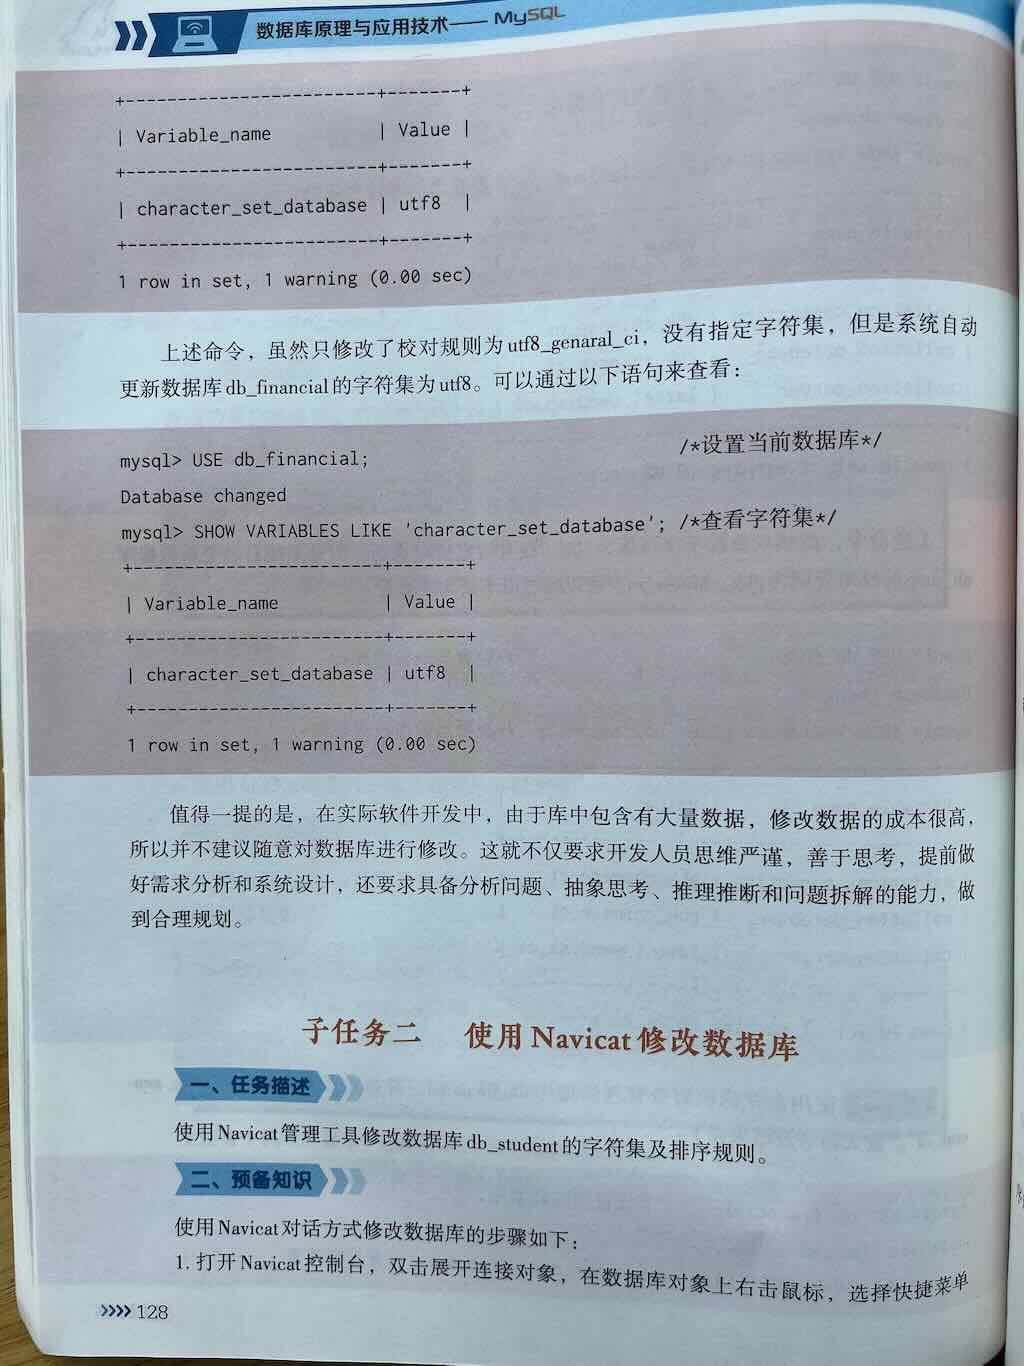 数据库原理与应用技术—— MySQL
+------------------------+-------+
| Variable_name | Value |
+------------------------+-------+
| character_set_database | utf8 |
+------------------------+-------+
1 row in set, 1 warning (0.00 sec)
上述命令，虽然只修改了校对规则为utf8_genaral_ci，没有指定字符集，但是系统自动
更新数据库db_financial的字符集为utf8。可以通过以下语句来查看：
mysql> USE db_financial; /*设置当前数据库*/
Database changed
mysql> SHOW VARIABLES LIKE 'character_set_database'; /*查看字符集*/
+------------------------+-------+
| Variable_name | Value |
+------------------------+-------+
| character_set_database | utf8 |
+------------------------+-------+
1 row in set, 1 warning (0.00 sec)
值得一提的是，在实际软件开发中，由于库中包含有大量数据，修改数据的成本很高，
所以并不建议随意对数据库进行修改。这就不仅要求开发人员思维严谨，善于思考，提前做
好需求分析和系统设计，还要求具备分析问题、抽象思考、推理推断和问题拆解的能力，做
到合理规划。
子任务二 使用Navicat修改数据库
一、任务描述
使用Navicat管理工具修改数据库db_student的字符集及排序规则。
二、预备知识
使用Navicat对话方式修改数据库的步骤如下：
1. 打开Navicat控制台，双击展开连接对象，在数据库对象上右击鼠标，选择快捷菜单
128